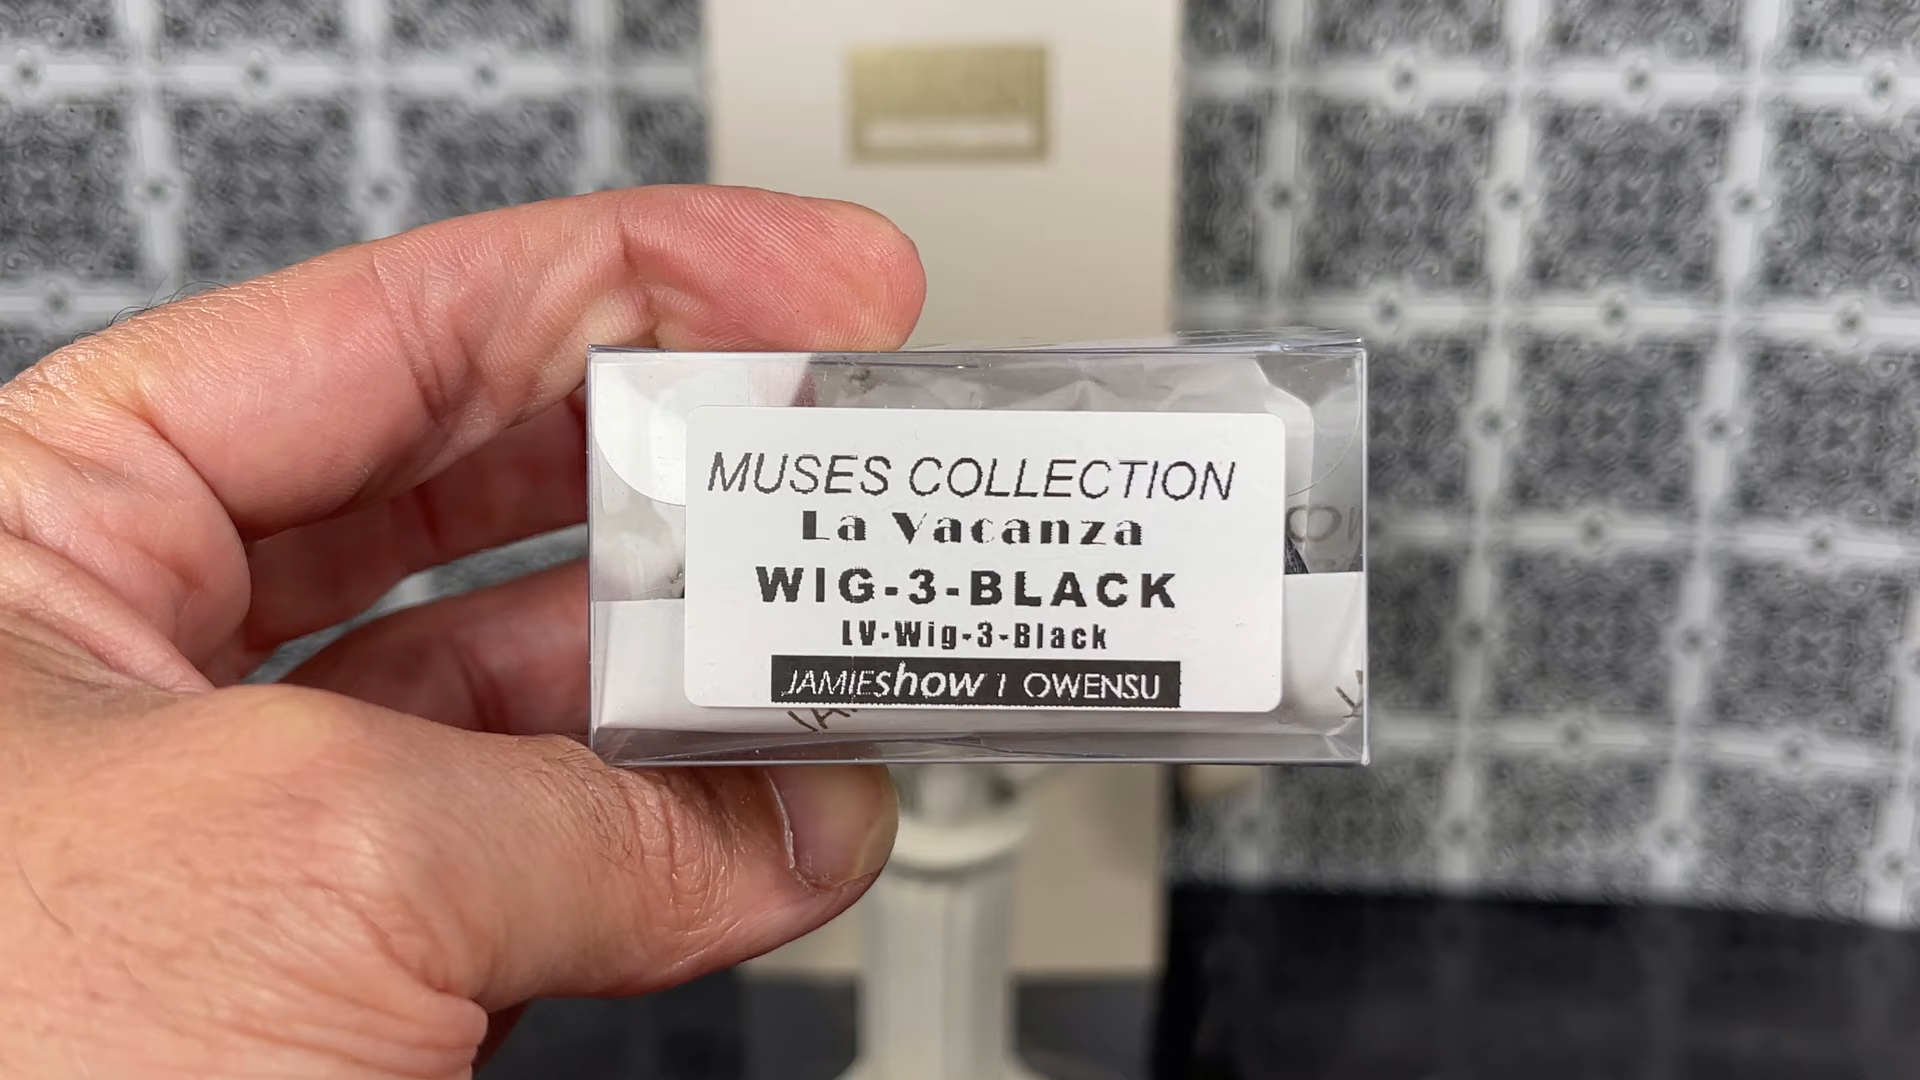 MUSES COLLECTION
La Vacanza
WIG-3-BLACK
LV-Wig-3-Black
JAMIEshow | OWENSU